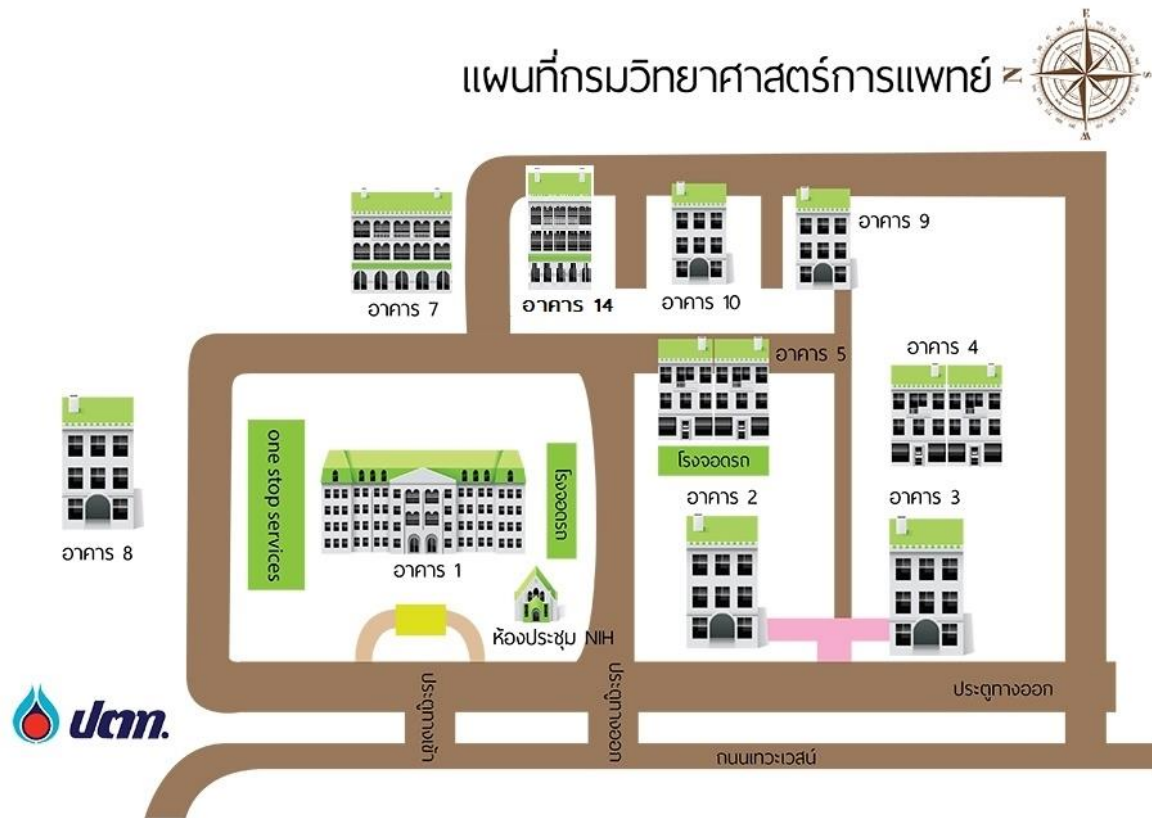 แผนที่กรมวิทยาศาสตร์การแพทย์
E
N
S
W
อาคาร 9
อาคาร 7
อาคาร 14
อาคาร 10
อาคาร 5
อาคาร 4
one stop services
โรงจอดรถ
โรงจอดรถ
อาคาร 2
อาคาร 3
อาคาร 8
อาคาร 1
ห้องประชุม NIH
ประตูทางเข้า
ประตูทางออก
ประตูทางออก
ปตท.
ถนนเทวะเวสน์